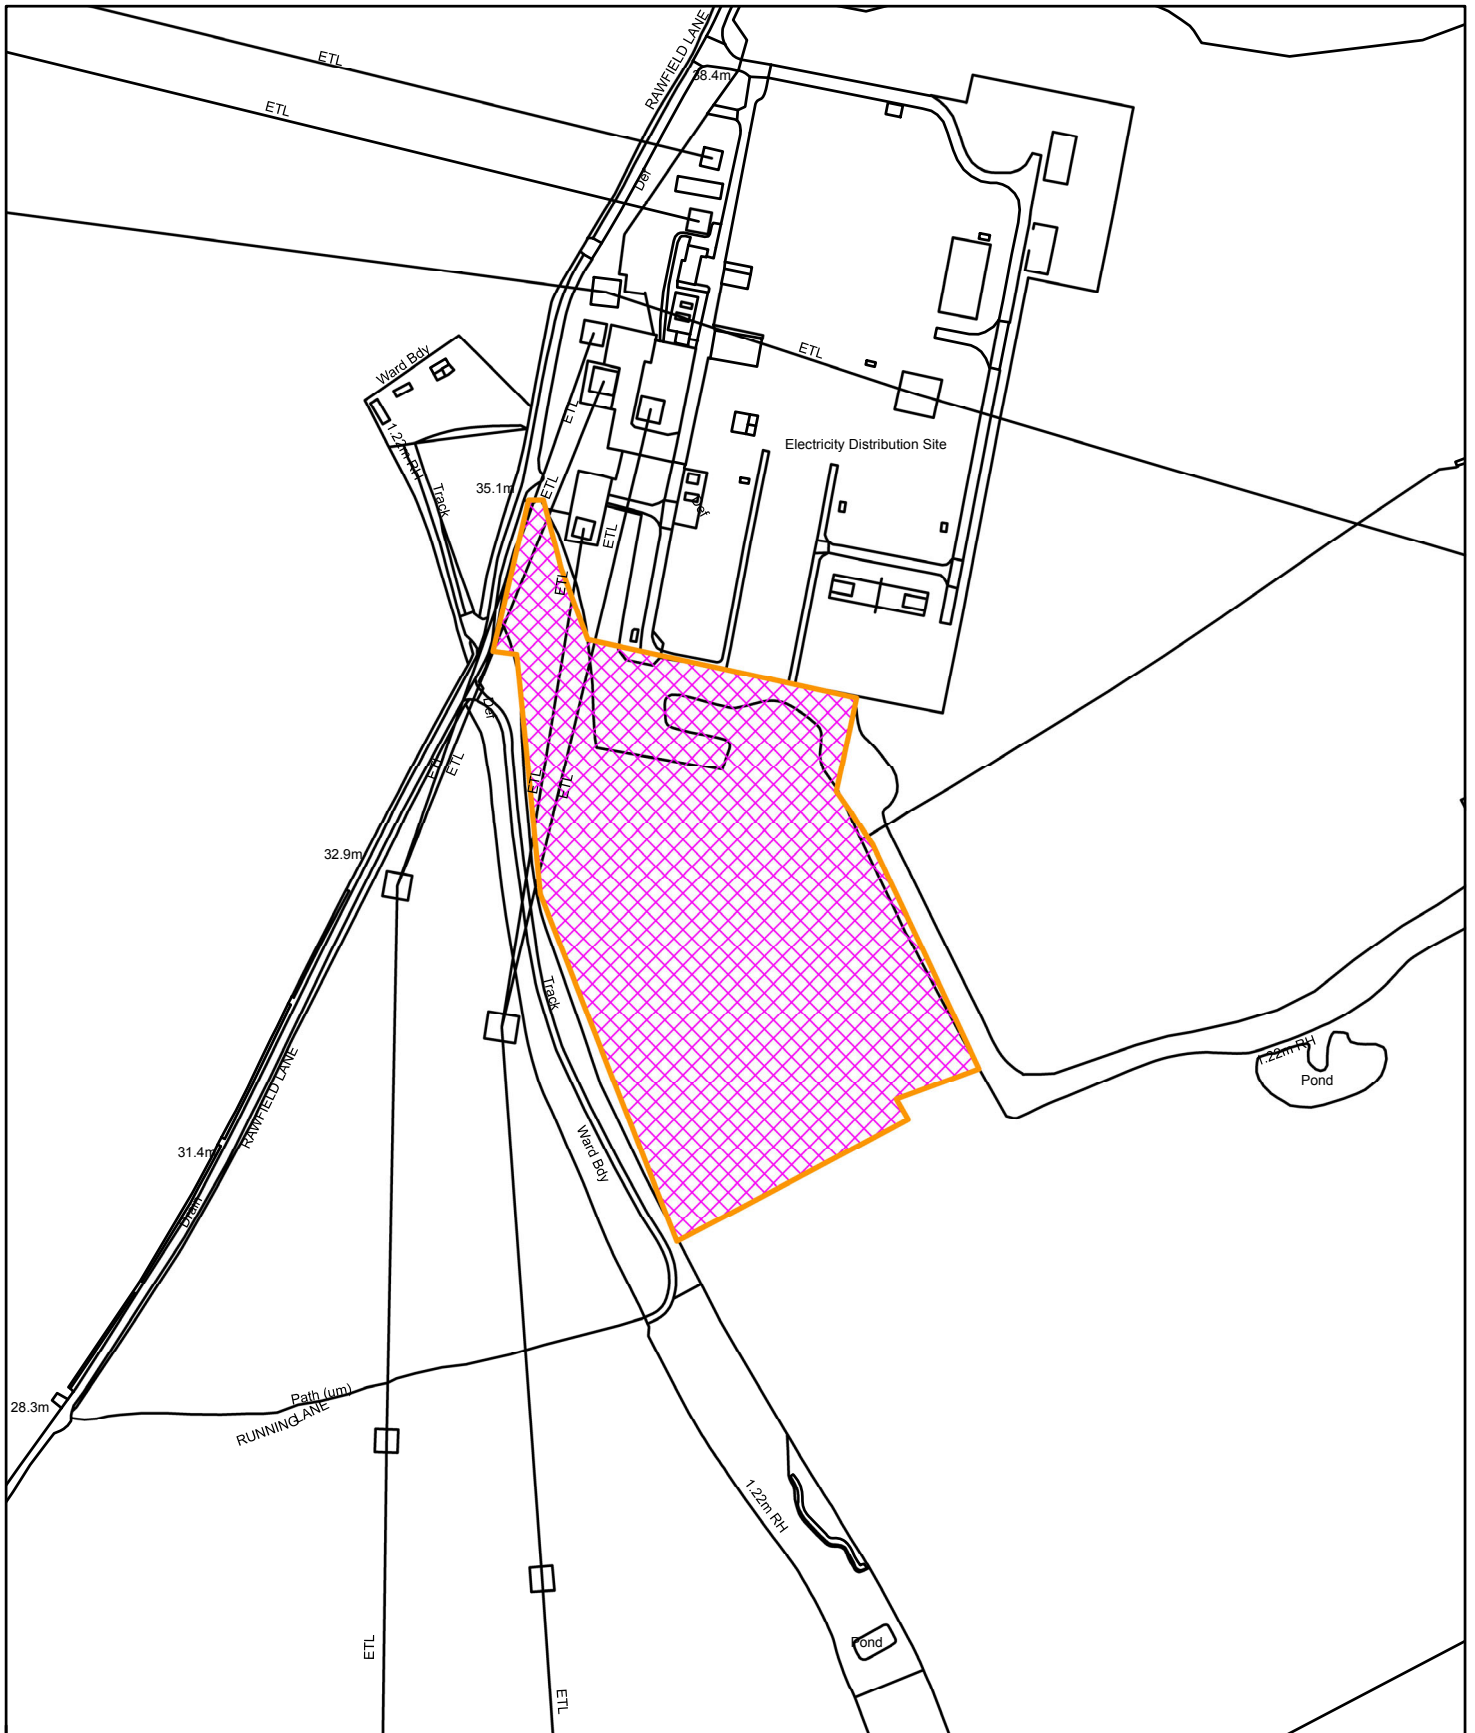 RAWFIELD LANE
ETL
38.4m
ETL
Def
ETL
Ward Bdy
ETL
1.22m RH
Electricity Distribution Site
35.1m
ETL
Track
Def
ETL
ETL
Def
ETL
ETL
ETL
ETL
32.9m
Track
1.22m RH
Pond
RAWFIELD LANE
31.4m
Ward Bdy
Drain
Path (um)
28.3m
RUNNING LANE
1.22m RH
Pond
ETL
ETL